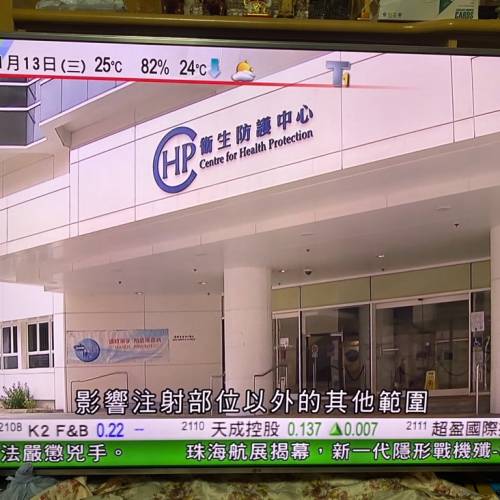 月13日(三) 25°C 82% 24°C
T1
CHP 衞生防護中心
Centre for Health Protection
影響注射部位以外的其他範圍
2108 K2 F&B 0.22 -- 2110 天成控股 0.137 ▲0.007 2111 超盈國際
法嚴懲兇手。 珠海航展揭幕，新一代隱形戰機殲-